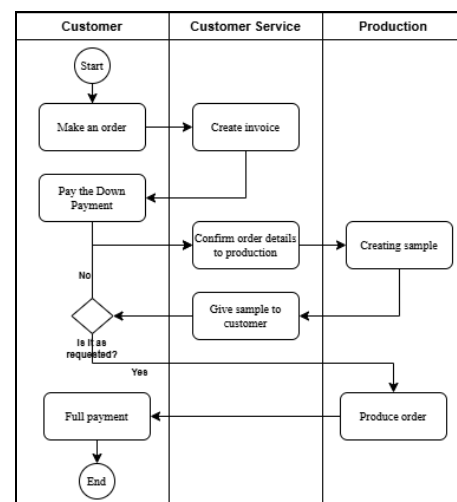 Customer
Customer Service
Production
Start
Make an order
Create invoice
Pay the Down
Payment
Confirm order details
to production
Creating sample
No
Give sample to
customer
Is it as
requested?
Yes
Full payment
Produce order
End